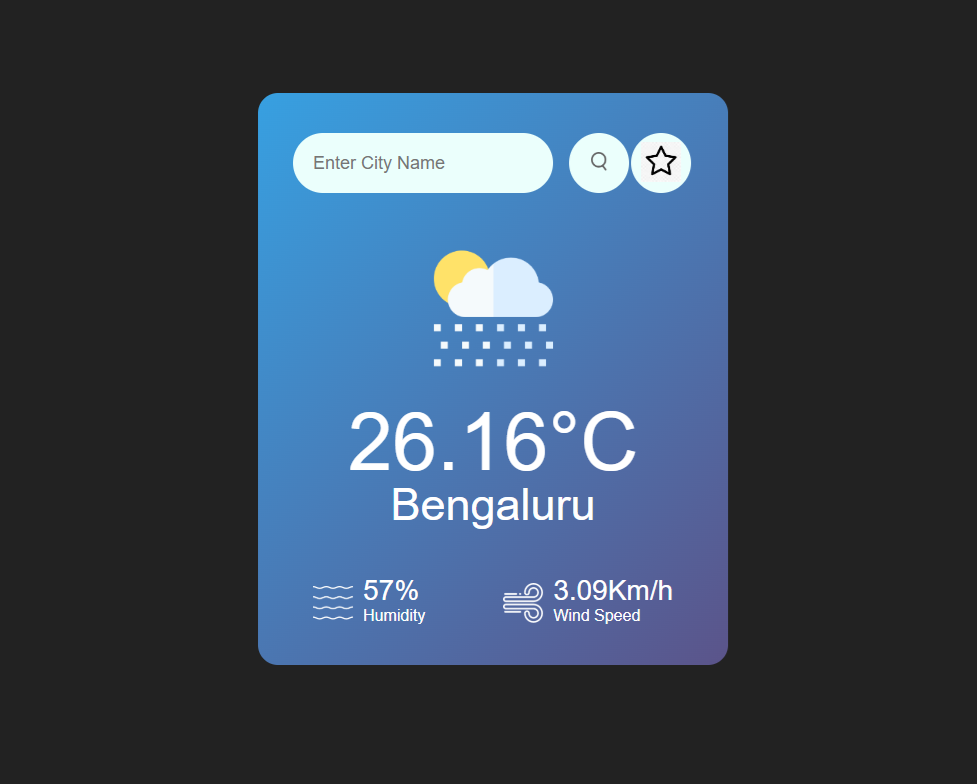 Enter City Name
26.16°C
Bengaluru
57%
Humidity
3.09Km/h
Wind Speed